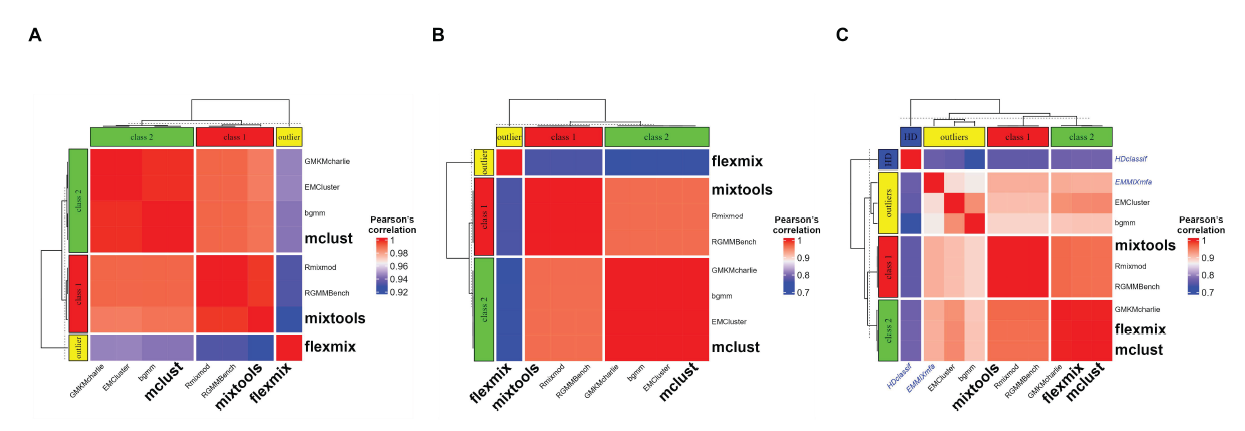 A
B
C
class 2
class 1
outlier
class 2
class 1
outlier
GMKMcharlie
EMCluster
bgmm
mclust
Rmixmod
RGMMBench
mixtools
flexmix
GMKMcharlie
EMCluster
bgmm
mclust
Rmixmod
RGMMBench
mixtools
flexmix
Pearson's
correlation
1
0.98
0.96
0.94
0.92
outlier
class 1
class 2
outlier
class 1
class 2
flexmix
mixtools
Rmixmod
RGMMBench
GMKMcharlie
bgmm
EMCluster
mclust
flexmix
mixtools
Rmixmod
RGMMBench
GMKMcharlie
bgmm
EMCluster
mclust
Pearson's
correlation
1
0.9
0.8
0.7
HD
outliers
class 1
class 2
HD
outliers
class 1
class 2
HDclassif
EMMIXmfa
EMCluster
bgmm
mixtools
Rmixmod
RGMMBench
GMKMcharlie
flexmix
mclust
HDclassif
EMMIXmfa
EMCluster
bgmm
mixtools
Rmixmod
RGMMBench
GMKMcharlie
flexmix
mclust
Pearson's
correlation
1
0.9
0.8
0.7